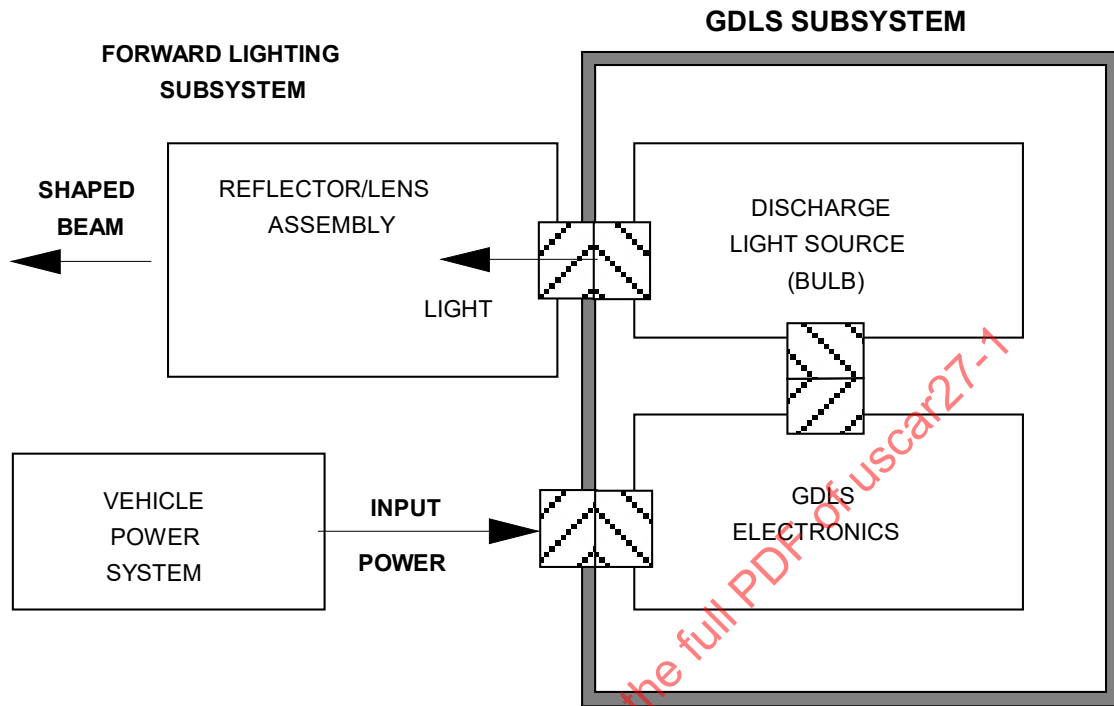 GDLS SUBSYSTEM
FORWARD LIGHTING
SUBSYSTEM
SHAPED
BEAM
REFLECTOR/LENS
ASSEMBLY
LIGHT
DISCHARGE
LIGHT SOURCE
(BULB)
VEHICLE
POWER
SYSTEM
INPUT
POWER
GDLS
ELECTRONICS
the full PDF of uscar27-1